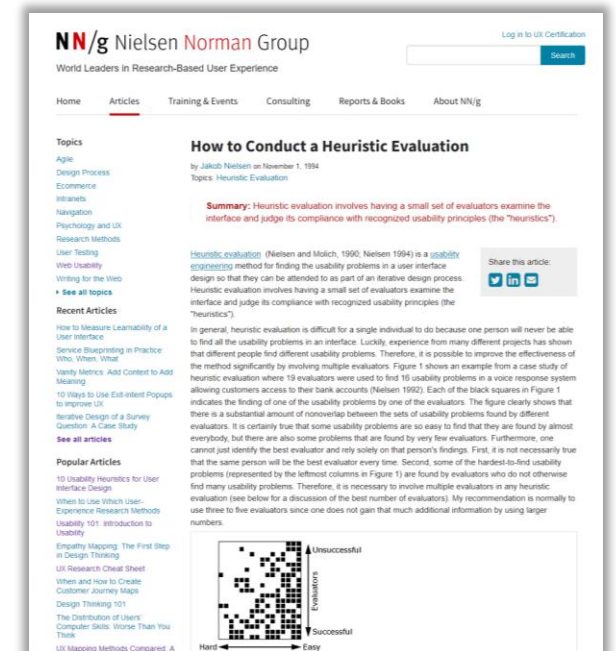 NN/g Nielsen Norman Group
World Leaders in Research-Based User Experience
Log in to UX Certification
Search
Home Articles Training & Events Consulting Reports & Books About NN/g
Topics
Agile
Design Process
Ecommerce
Intranets
Navigation
Psychology and UX
Research Methods
User Testing
Web Usability
Writing for the Web
See all topics
Recent Articles
How to Measure Learnability of a
User Interface
Service Blueprinting in Practice:
Who, When, What
Vanity Metrics: Add Context to Add
Meaning
10 Ways to Use Exit-Intent Popups
to Improve UX
Iterative Design of a Survey
Question: A Case Study
See all articles
Popular Articles
10 Usability Heuristics for User
Interface Design
When to Use Which User-
Experience Research Methods
Usability 101: Introduction to
Usability
Empathy Mapping: The First Step
in Design Thinking
UX Research Cheat Sheet
When and How to Create
Customer Journey Maps
Design Thinking 101
The Distribution of Users'
Computer Skills: Worse Than You
Think
UX Mapping Methods Compared: A
How to Conduct a Heuristic Evaluation
by Jakob Nielsen on November 1, 1994
Topics: Heuristic Evaluation
Summary: Heuristic evaluation involves having a small set of evaluators examine the
interface and judge its compliance with recognized usability principles (the "heuristics").
Heuristic evaluation (Nielsen and Molich, 1990; Nielsen 1994) is a usability
engineering method for finding the usability problems in a user interface
design so that they can be attended to as part of an iterative design process.
Heuristic evaluation involves having a small set of evaluators examine the
interface and judge its compliance with recognized usability principles (the
"heuristics").
Share this article:
In general, heuristic evaluation is difficult for a single individual to do because one person will never be able
to find all the usability problems in an interface. Luckily, experience from many different projects has shown
that different people find different usability problems. Therefore, it is possible to improve the effectiveness of
the method significantly by involving multiple evaluators. Figure 1 shows an example from a case study of
heuristic evaluation where 19 evaluators were used to find 16 usability problems in a voice response system
allowing customers access to their bank accounts (Nielsen 1992). Each of the black squares in Figure 1
indicates the finding of one of the usability problems by one of the evaluators. The figure clearly shows that
there is a substantial amount of nonoverlap between the sets of usability problems found by different
evaluators. It is certainly true that some usability problems are so easy to find that they are found by almost
everybody, but there are also some problems that are found by very few evaluators. Furthermore, one
cannot just identify the best evaluator and rely solely on that person's findings. First, it is not necessarily true
that the same person will be the best evaluator every time. Second, some of the hardest-to-find usability
problems (represented by the leftmost columns in Figure 1) are found by evaluators who do not otherwise
find many usability problems. Therefore, it is necessary to involve multiple evaluators in any heuristic
evaluation (see below for a discussion of the best number of evaluators). My recommendation is normally to
use three to five evaluators since one does not gain that much additional information by using larger
numbers.
Unsuccessful
Evaluators
Successful
Hard Easy